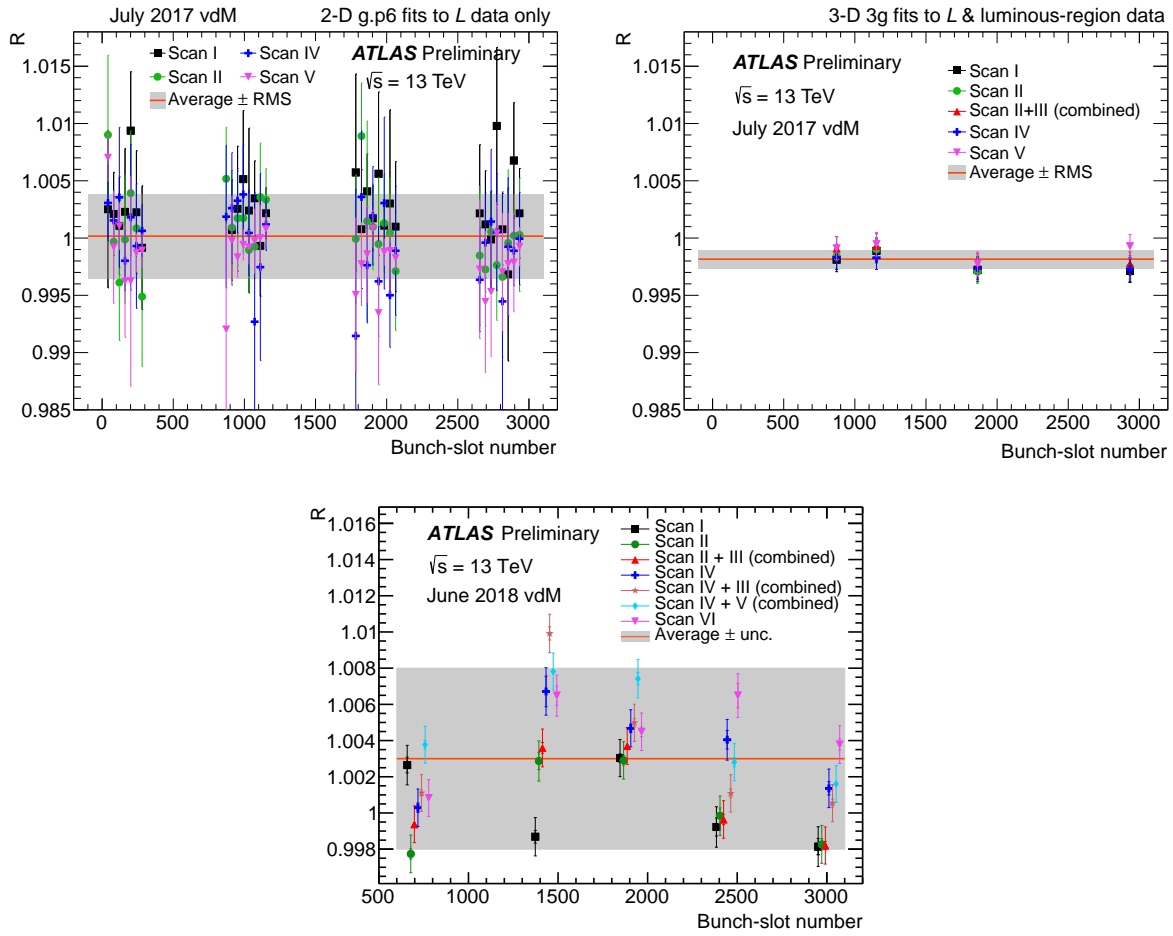 July 2017 vdM 2-D g.p6 fits to L data only
R
1.015
1.01
1.005
1
0.995
0.99
0.985
Scan I Scan IV
Scan II Scan V
Average ± RMS
ATLAS Preliminary
√s = 13 TeV
0 500 1000 1500 2000 2500 3000
Bunch-slot number
3-D 3g fits to L & luminous-region data
R
1.015
1.01
1.005
1
0.995
0.99
0.985
ATLAS Preliminary
√s = 13 TeV
July 2017 vdM
Scan I
Scan II
Scan II+III (combined)
Scan IV
Scan V
Average ± RMS
0 500 1000 1500 2000 2500 3000
Bunch-slot number
R
1.016
1.014
1.012
1.01
1.008
1.006
1.004
1.002
1
0.998
ATLAS Preliminary
√s = 13 TeV
June 2018 vdM
Scan I
Scan II
Scan II + III (combined)
Scan IV
Scan IV + III (combined)
Scan IV + V (combined)
Scan VI
Average ± unc.
500 1000 1500 2000 2500 3000
Bunch-slot number